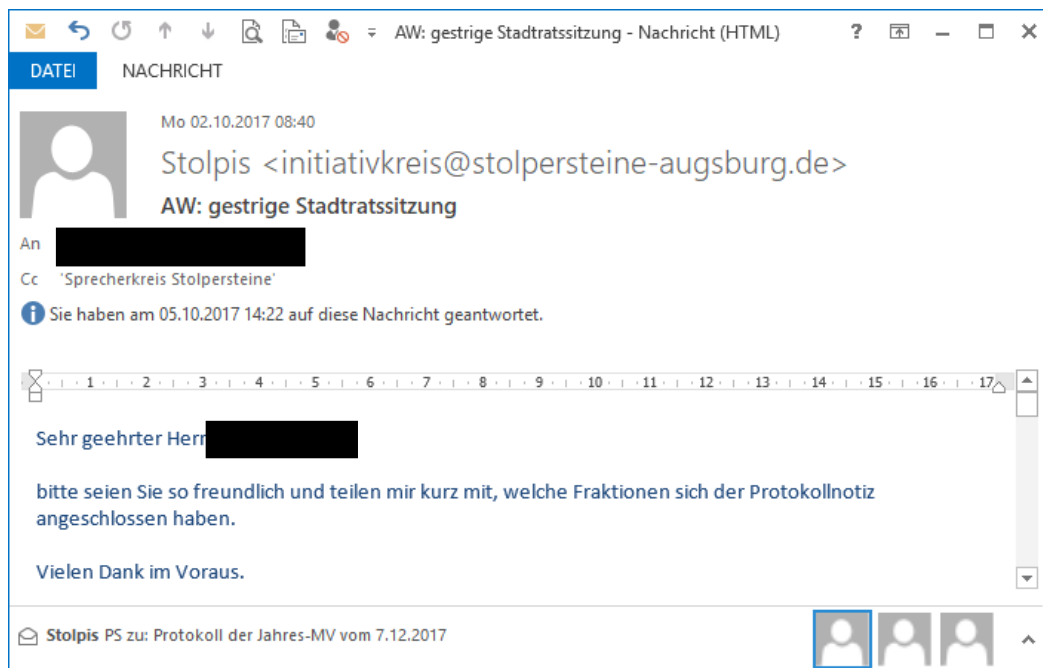 AW: gestrige Stadtratssitzung - Nachricht (HTML) ?
DATEI NACHRICHT
Mo 02.10.2017 08:40
Stolpis <initiativkreis@stolpersteine-augsburg.de>
AW: gestrige Stadtratssitzung
An
Cc 'Sprecherkreis Stolpersteine'
Sie haben am 05.10.2017 14:22 auf diese Nachricht geantwortet.
1 2 3 4 5 6 7 8 9 10 11 12 13 14 15 16 17
Sehr geehrter Herr
bitte seien Sie so freundlich und teilen mir kurz mit, welche Fraktionen sich der Protokollnotiz
angeschlossen haben.
Vielen Dank im Voraus.
Stolpis PS zu: Protokoll der Jahres-MV vom 7.12.2017